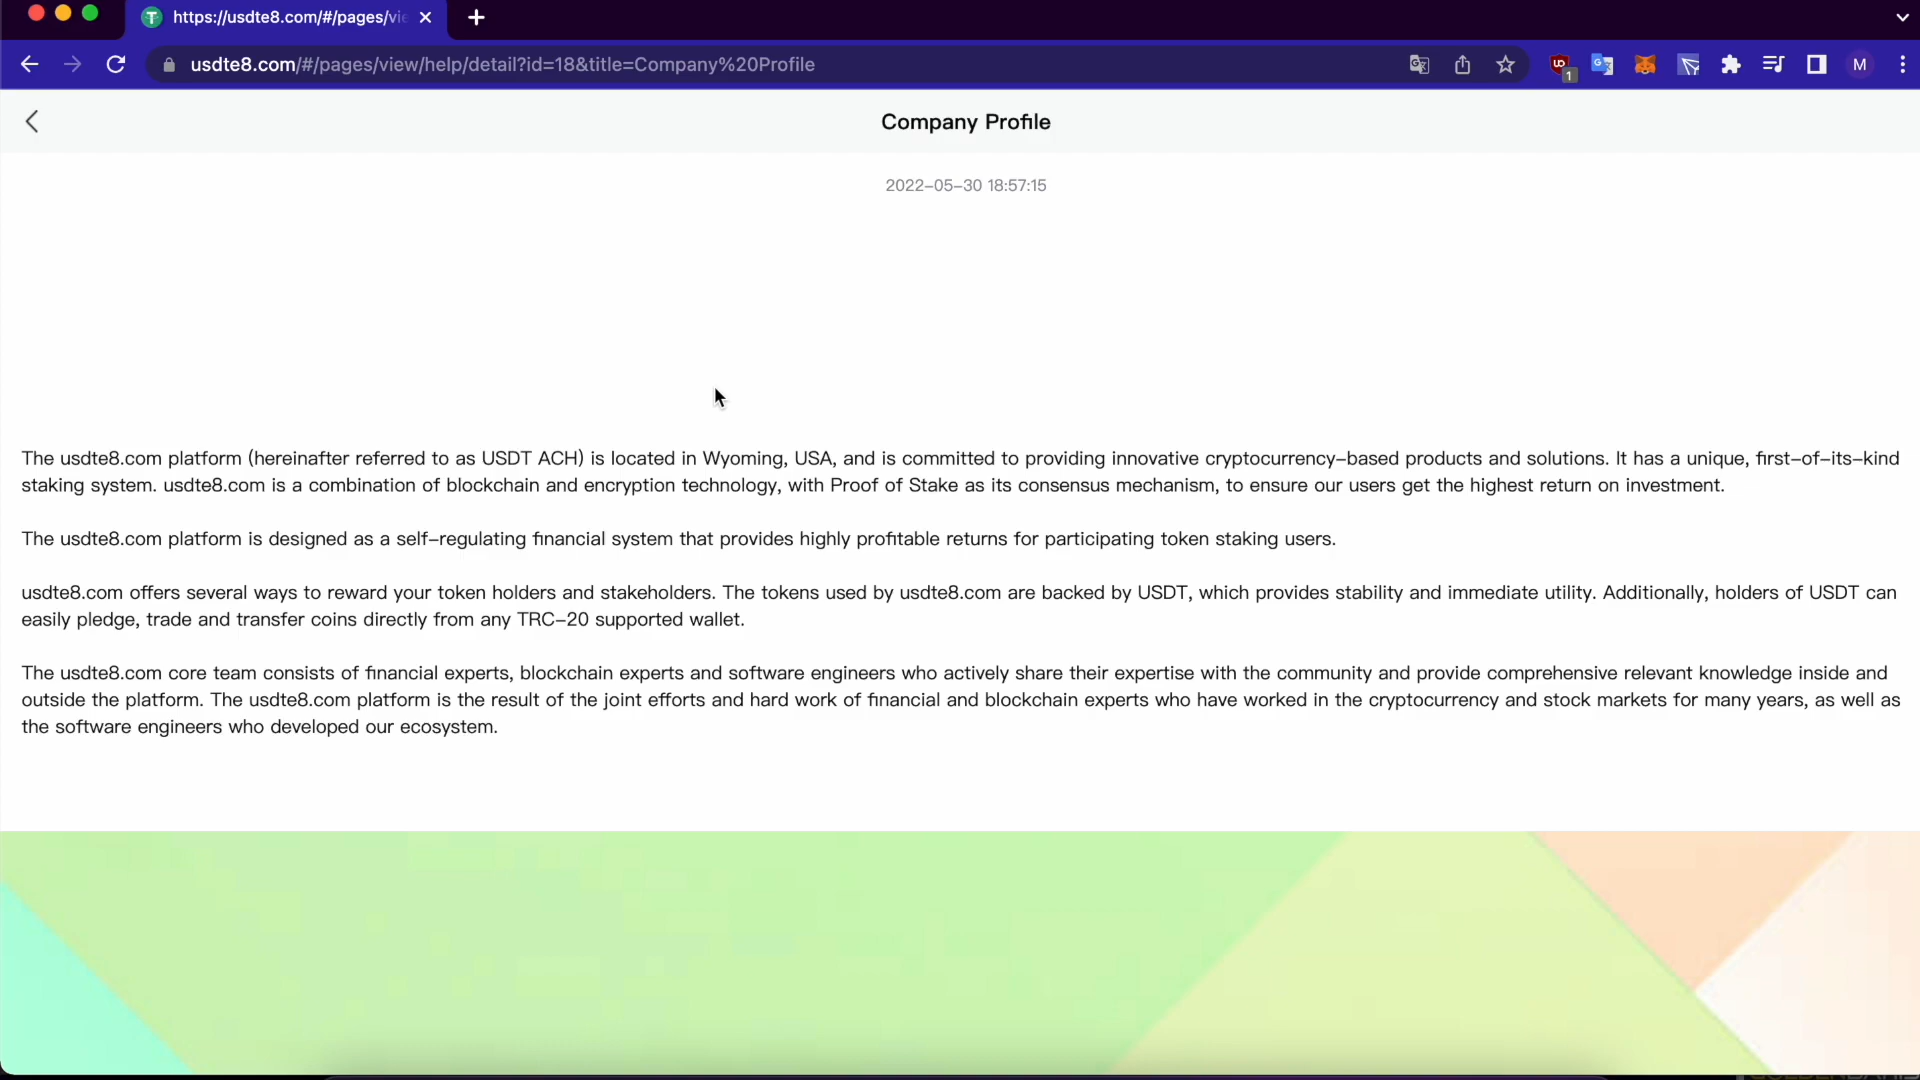 https://usdte8.com/#/pages/vie
usdte8.com/#/pages/view/help/detail?id=18&title=Company%20Profile
1
M
Company Profile
2022-05-30 18:57:15
The usdte8.com platform (hereinafter referred to as USDT ACH) is located in Wyoming, USA, and is committed to providing innovative cryptocurrency-based products and solutions. It has a unique, first-of-its-kind
staking system. usdte8.com is a combination of blockchain and encryption technology, with Proof of Stake as its consensus mechanism, to ensure our users get the highest return on investment.
The usdte8.com platform is designed as a self-regulating financial system that provides highly profitable returns for participating token staking users.
usdte8.com offers several ways to reward your token holders and stakeholders. The tokens used by usdte8.com are backed by USDT, which provides stability and immediate utility. Additionally, holders of USDT can
easily pledge, trade and transfer coins directly from any TRC-20 supported wallet.
The usdte8.com core team consists of financial experts, blockchain experts and software engineers who actively share their expertise with the community and provide comprehensive relevant knowledge inside and
outside the platform. The usdte8.com platform is the result of the joint efforts and hard work of financial and blockchain experts who have worked in the cryptocurrency and stock markets for many years, as well as
the software engineers who developed our ecosystem.